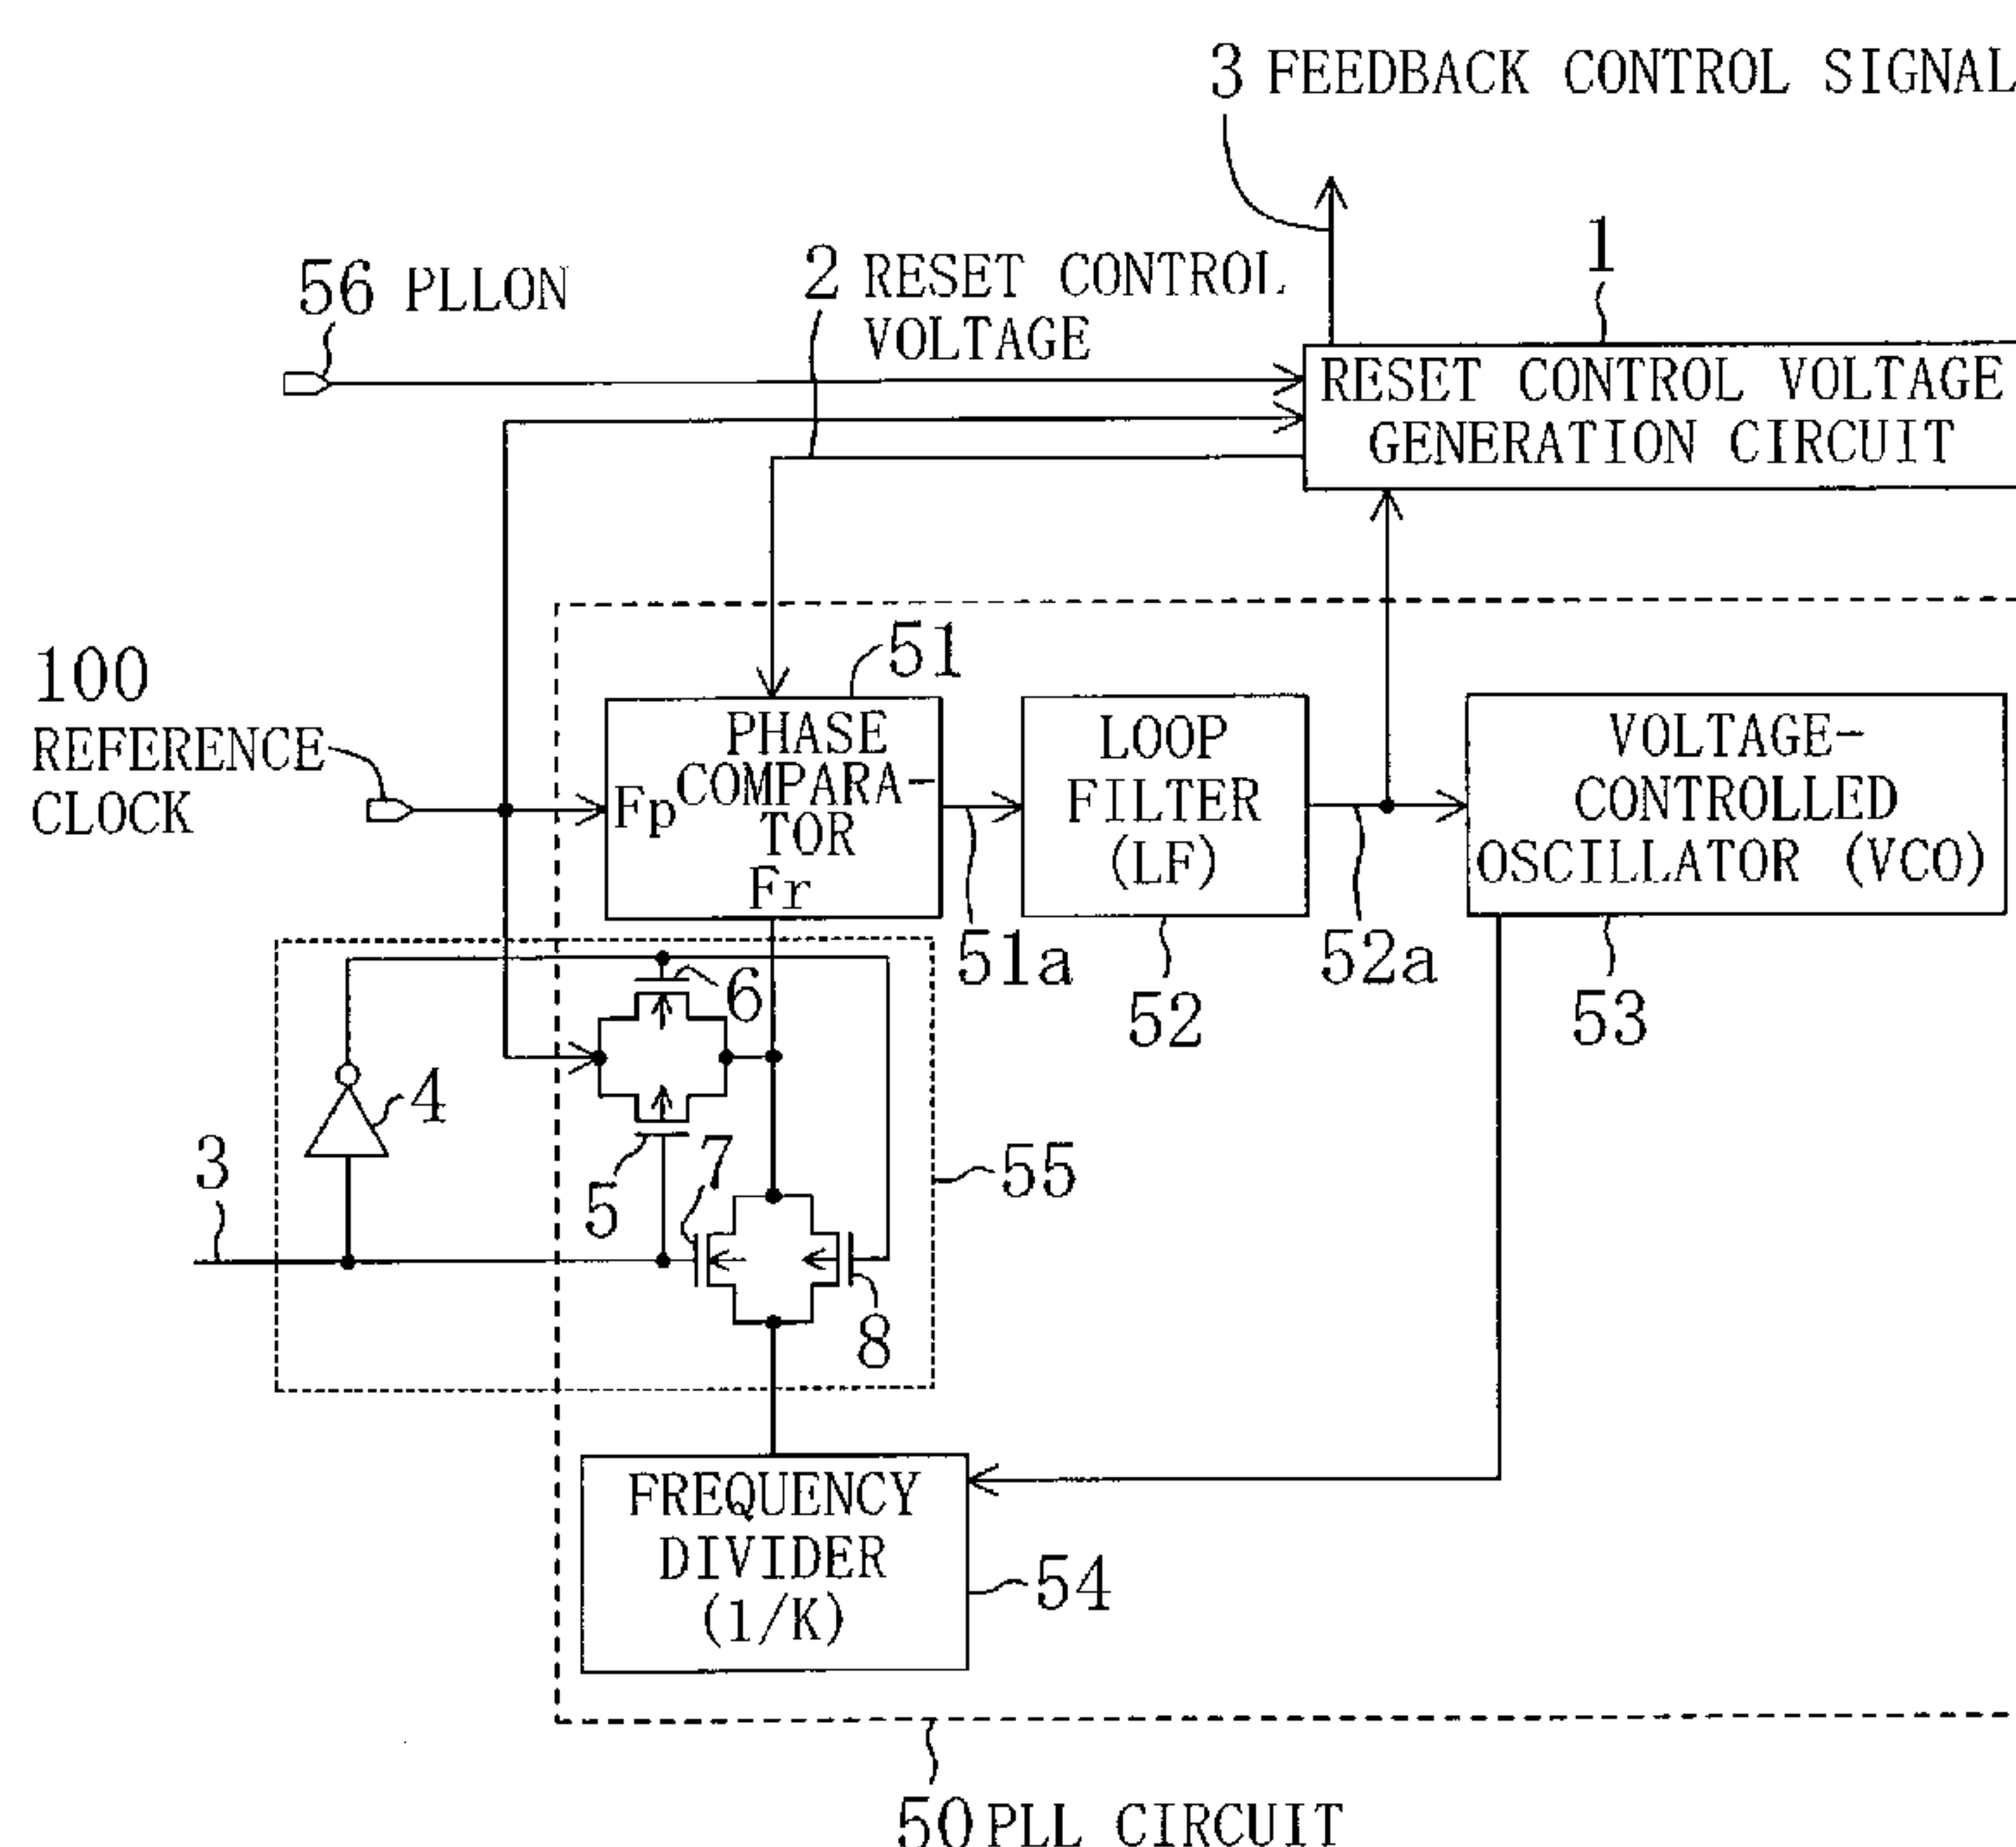 3 FEEDBACK CONTROL SIGNAL
1
2 RESET CONTROL
VOLTAGE
56 PLLON
RESET CONTROL VOLTAGE
GENERATION CIRCUIT
100
REFERENCE
CLOCK
51
PHASE
COMPARA-
TOR
Fp
Fr
LOOP
FILTER
(LF)
VOLTAGE-
CONTROLLED
OSCILLATOR (VCO)
51a
52
52a
53
6
4
3
5
7
55
8
FREQUENCY
DIVIDER
(1/K)
54
50 PLL CIRCUIT